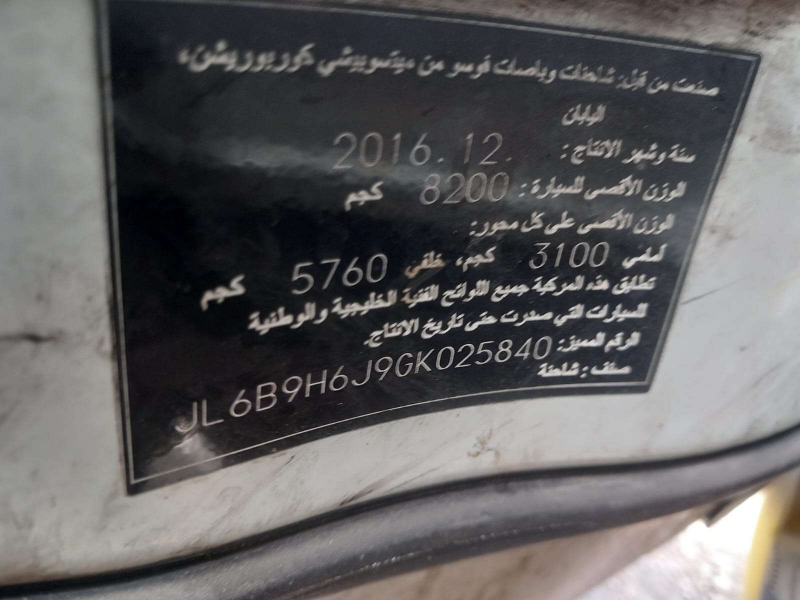 صنعت من قبل: شاحنات وباصات فوسو من ميتسوبيشي كوربوريشن،
اليابان
سنة وشهر الانتاج: 2016.12.
الوزن الأقصى للسيارة: 8200 كجم
الوزن الأقصى على كل محور:
أمامي 3100 كجم، خلفي 5760 كجم
تطابق هذه المركبة جميع اللوائح الفنية الخليجية والوطنية
للسيارات التي صدرت حتى تاريخ الانتاج.
الرقم المميز: JL6B9H6J9GK025840
صنف: شاحنة